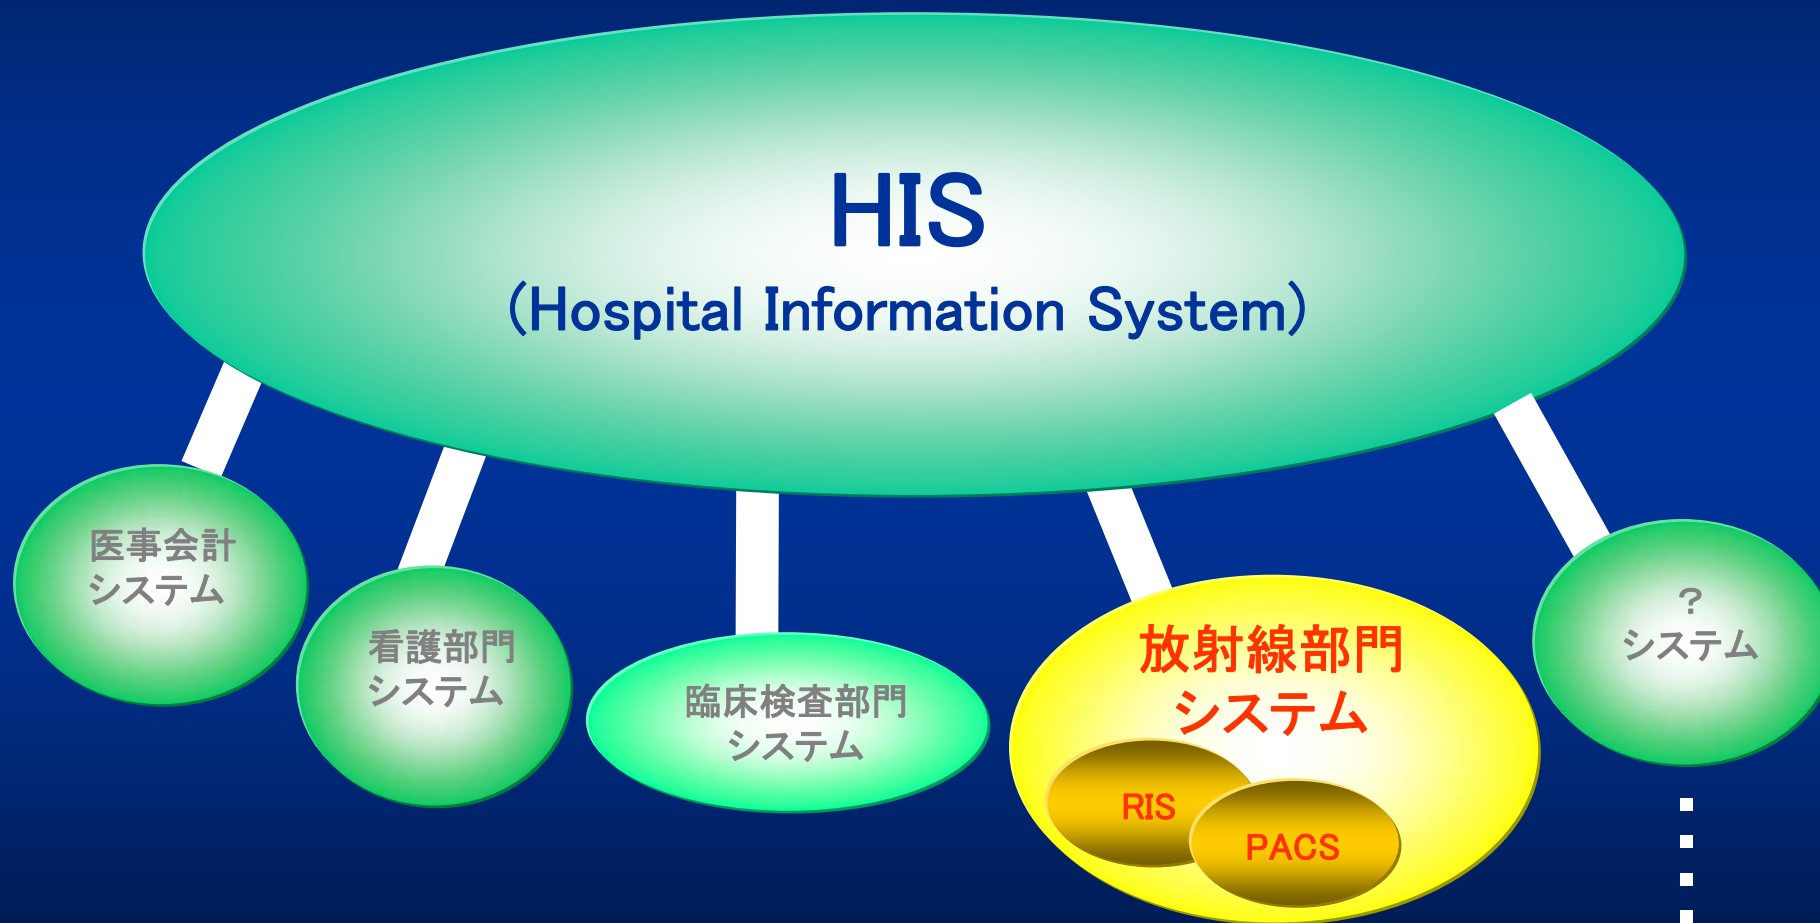 HIS
(Hospital Information System)
医事会計
システム
看護部門
システム
臨床検査部門
システム
放射線部門
システム
RIS
PACS
?
システム